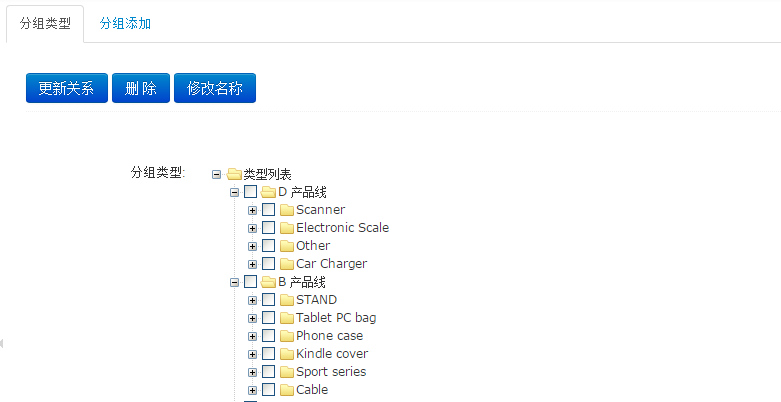 分组类型 分组添加
更新关系 删 除 修改名称
分组类型: 类型列表
D 产品线
Scanner
Electronic Scale
Other
Car Charger
B 产品线
STAND
Tablet PC bag
Phone case
Kindle cover
Sport series
Cable